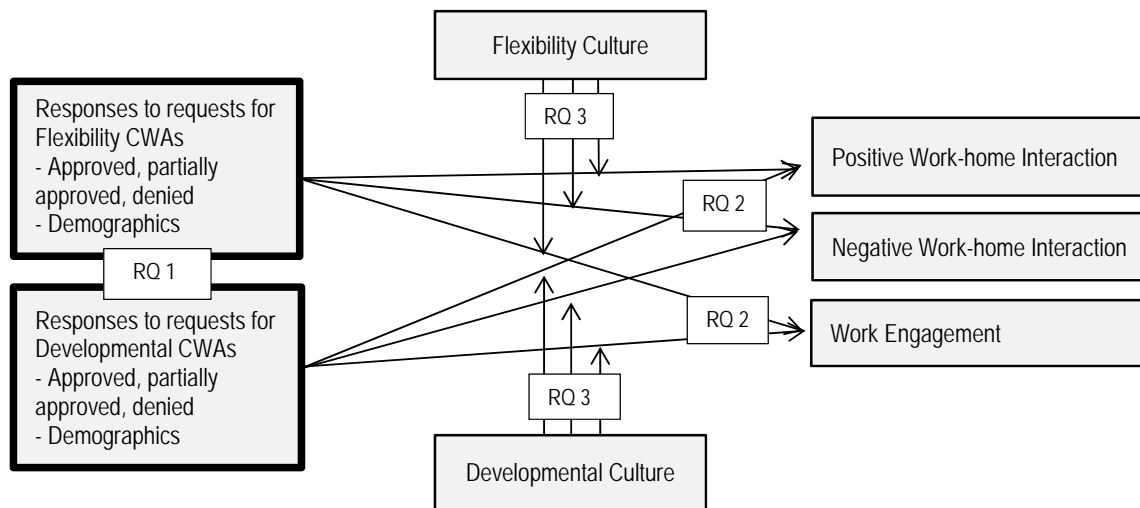 Flexibility Culture
Responses to requests for
Flexibility CWAs
- Approved, partially
approved, denied
- Demographics
RQ 3
Positive Work-home Interaction
RQ 2
RQ 1
Negative Work-home Interaction
Responses to requests for
Developmental CWAs
- Approved, partially
approved, denied
- Demographics
RQ 2
Work Engagement
RQ 3
Developmental Culture